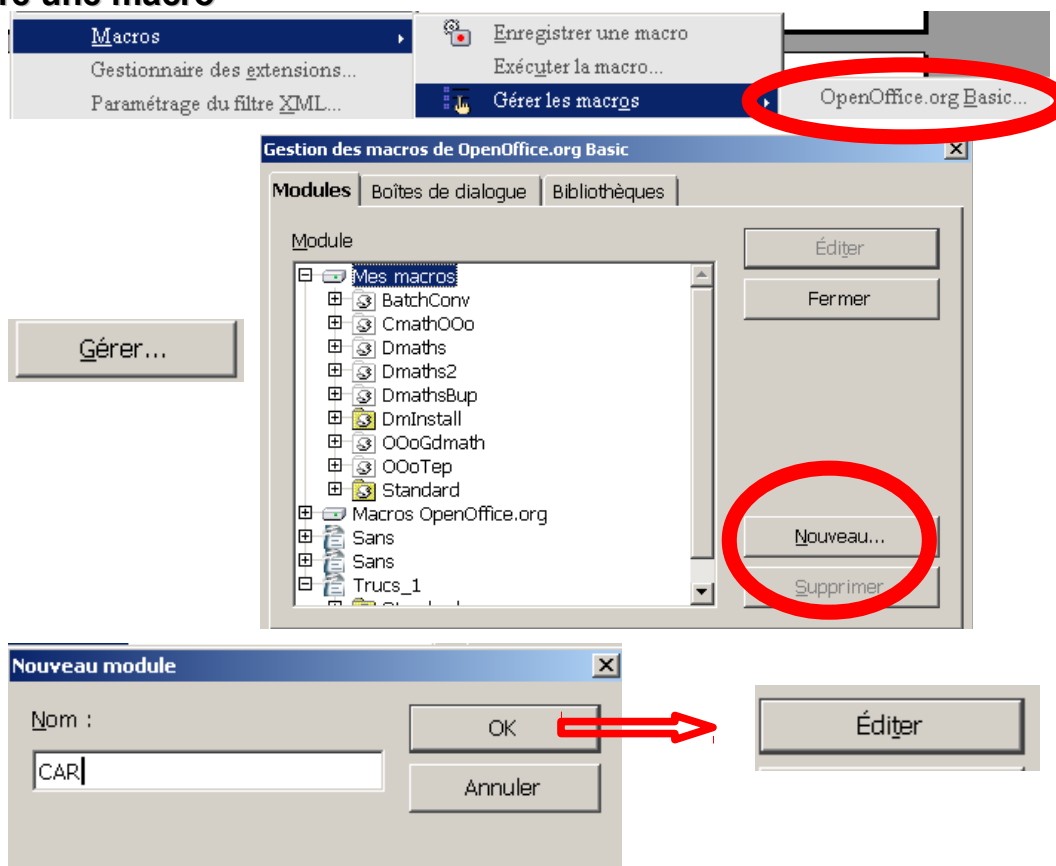 re une macro
Macros
Gestionnaire des extensions...
Paramétrage du filtre XML...
Enregistrer une macro
Exécuter la macro...
Gérer les macros
OpenOffice.org Basic...
Gestion des macros de OpenOffice.org Basic
Modules Boîtes de dialogue Bibliothèques
Module
Mes macros
BatchConv
CmathOOo
Dmaths
Dmaths2
DmathsBup
DmInstall
OOoGdmath
OOoTep
Standard
Macros OpenOffice.org
Sans
Sans
Trucs_1
Éditer
Fermer
Nouveau...
Supprimer
Gérer...
Nouveau module
Nom :
CAR
OK
Annuler
Éditer